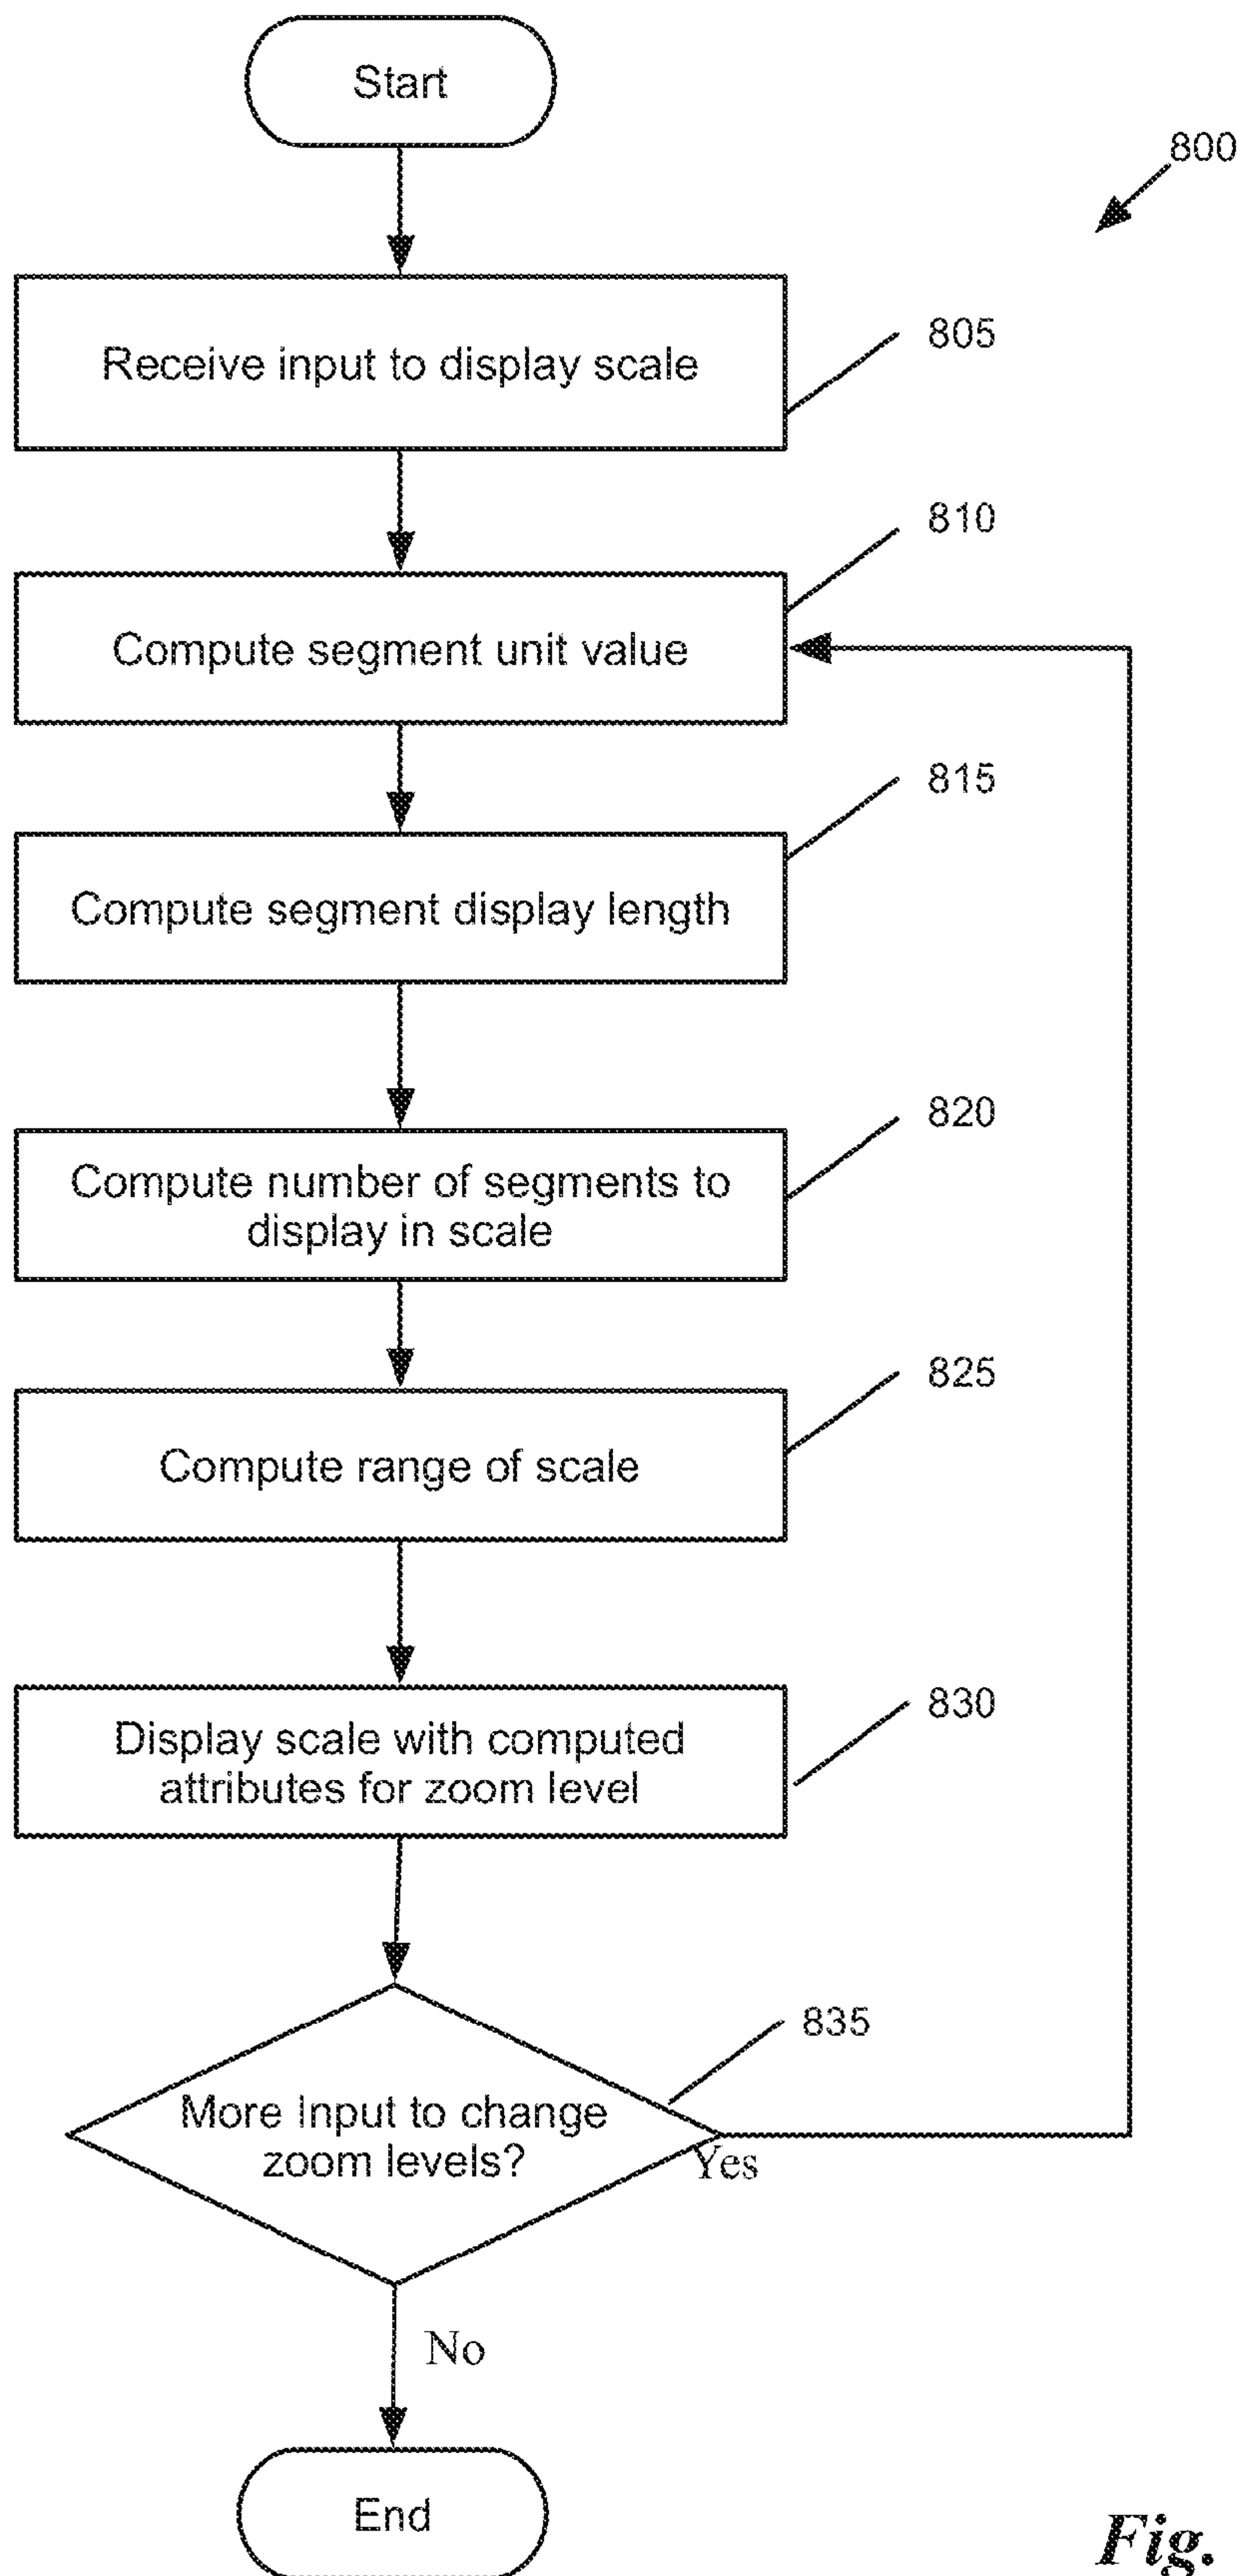 Start
800
Receive input to display scale
805
810
Compute segment unit value
815
Compute segment display length
820
Compute number of segments to
display in scale
825
Compute range of scale
830
Display scale with computed
attributes for zoom level
835
More Input to change
zoom levels?
Yes
No
End
Fig.